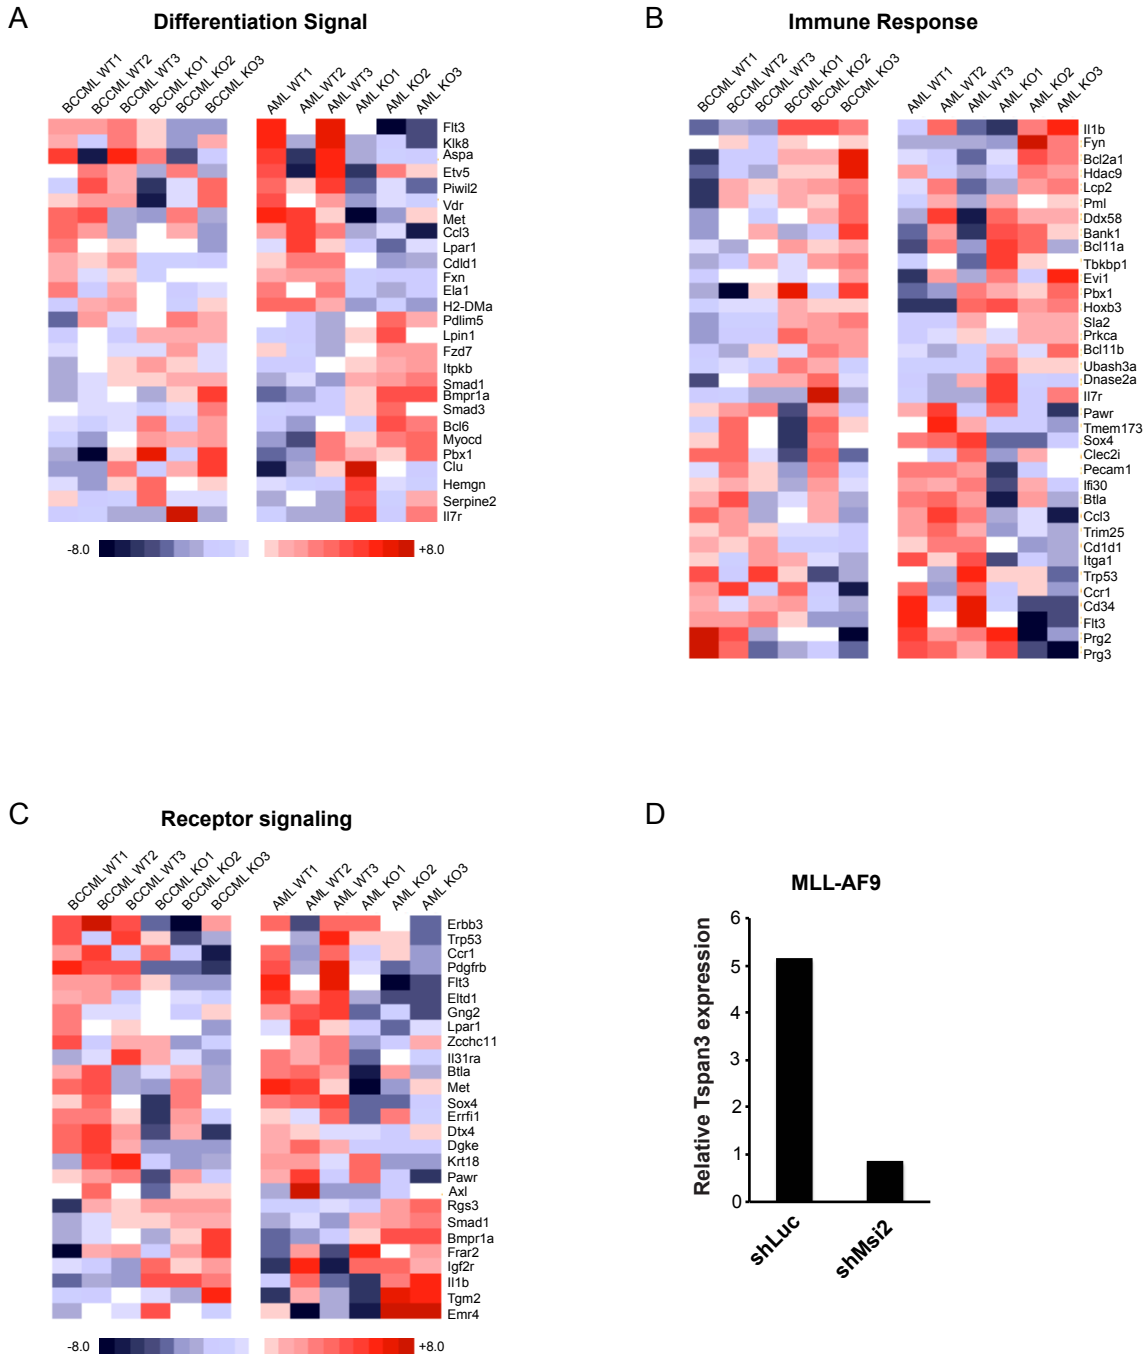 A
Differentiation Signal
BCCML WT1
BCCML WT2
BCCML WT3
BCCML KO1
BCCML KO2
BCCML KO3
AML WT1
AML WT2
AML WT3
AML KO1
AML KO2
AML KO3
Flt3
Klk8
Aspa
Etv5
Piwil2
Vdr
Met
Ccl3
Lpar1
Cdld1
Fxn
Ela1
H2-DMa
Pdlim5
Lpin1
Fzd7
Itpkb
Smad1
Bmpr1a
Smad3
Bcl6
Myocd
Pbx1
Clu
Hemgn
Serpine2
Il7r
-8.0
+8.0
B
Immune Response
BCCML WT1
BCCML WT2
BCCML WT3
BCCML KO1
BCCML KO2
BCCML KO3
AML WT1
AML WT2
AML WT3
AML KO1
AML KO2
AML KO3
Il1b
Fyn
Bcl2a1
Hdac9
Lcp2
Pml
Ddx58
Bank1
Bcl11a
Tbkbp1
Evi1
Pbx1
Hoxb3
Sla2
Prkca
Bcl11b
Ubash3a
Dnase2a
Il7r
Pawr
Tmem173
Sox4
Clec2i
Pecam1
Ifi30
Btla
Ccl3
Trim25
Cd1d1
Itga1
Trp53
Ccr1
Cd34
Flt3
Prg2
Prg3
C
Receptor signaling
BCCML WT1
BCCML WT2
BCCML WT3
BCCML KO1
BCCML KO2
BCCML KO3
AML WT1
AML WT2
AML WT3
AML KO1
AML KO2
AML KO3
Erbb3
Trp53
Ccr1
Pdgfrb
Flt3
Eltd1
Gng2
Lpar1
Zcchc11
Il31ra
Btla
Met
Sox4
Errfi1
Dtx4
Dgke
Krt18
Pawr
Axl
Rgs3
Smad1
Bmpr1a
Frar2
Igf2r
Il1b
Tgm2
Emr4
-8.0
+8.0
D
MLL-AF9
Relative Tspan3 expression
6
5
4
3
2
1
0
shLuc
shMsi2